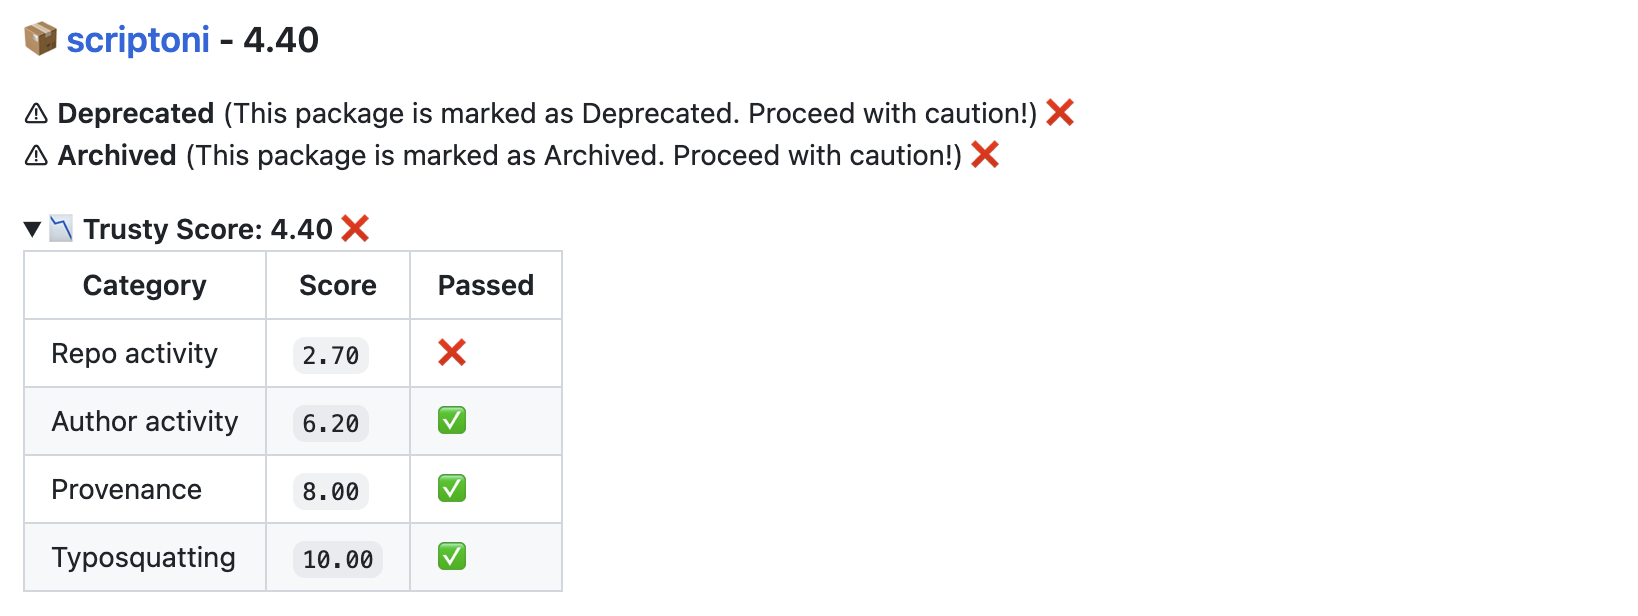 📦 scriptoni - 4.40
⚠ Deprecated (This package is marked as Deprecated. Proceed with caution!) ❌
⚠ Archived (This package is marked as Archived. Proceed with caution!) ❌
▼ 📉 Trusty Score: 4.40 ❌
Category Score Passed
Repo activity 2.70 ❌
Author activity 6.20 ✅
Provenance 8.00 ✅
Typosquatting 10.00 ✅